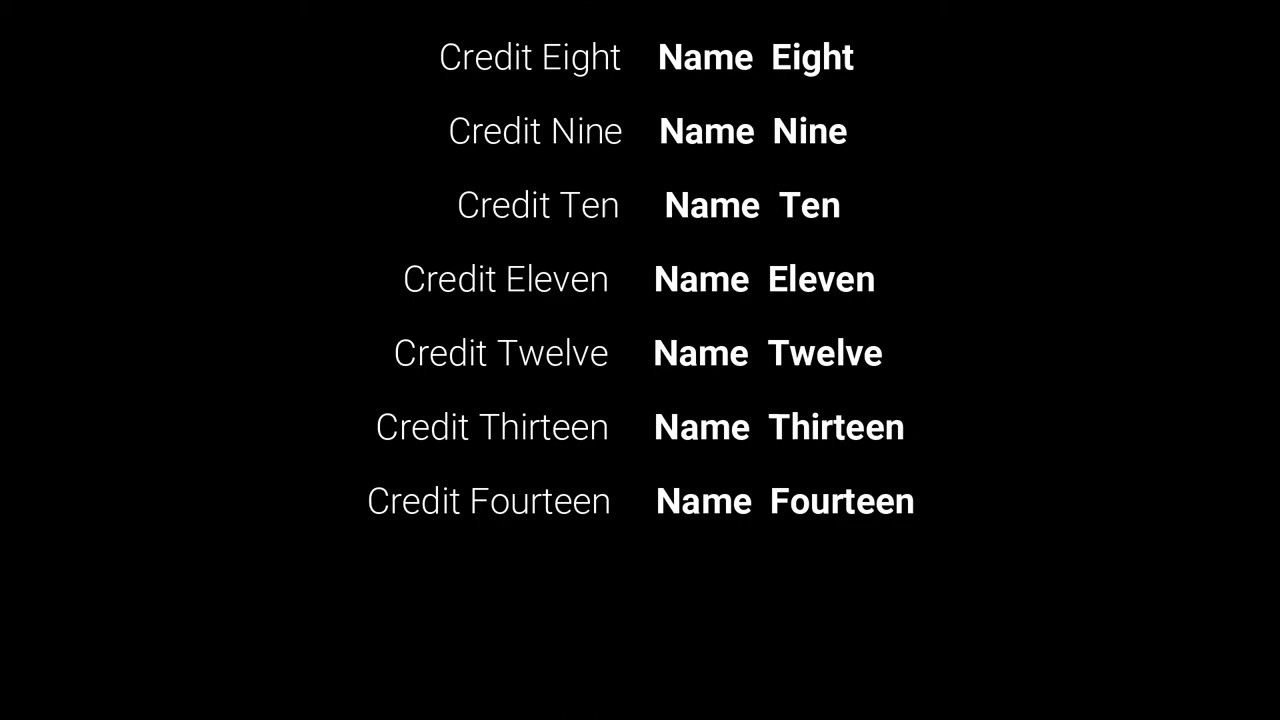 Credit Eight Name Eight
Credit Nine Name Nine
Credit Ten Name Ten
Credit Eleven Name Eleven
Credit Twelve Name Twelve
Credit Thirteen Name Thirteen
Credit Fourteen Name Fourteen